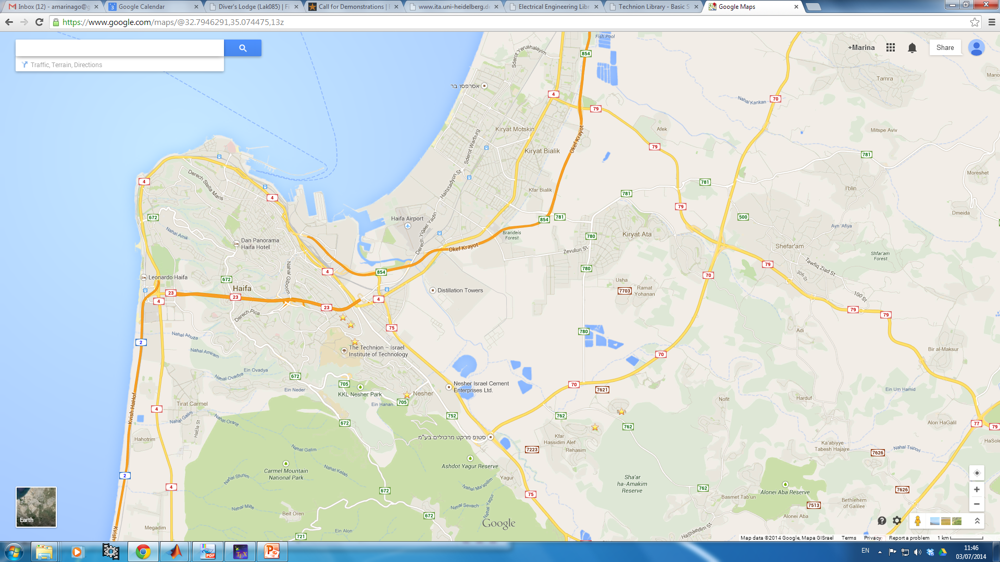 Inbox (12) - amarinago@g
Google Calendar
Diver's Lodge (Lak085) | Fi
Call for Demonstrations |
www.ita.uni-heidelberg.de
Electrical Engineering Libr
Technion Library - Basic S
Google Maps
https://www.google.com/maps/@32.7946291,35.074475,13z
Traffic, Terrain, Directions
+Marina
Share
Fish Pool
854
Sderot Yerushalayim
Tamra
Mano
אסרפסו בר
4
Nahal Kankan
70
79
Kiryat Motskin
Okef Krayot
Afek
Mitspe Aviv
Sderot Warburg
Kiryat Bialik
79
781
Derech Stella Maris
Haifstadyon St
Moreshet
4
781
I'blin
Kfar Bialik
781
4
79
Dmeida
672
Haifa Airport
854
781
500
Derech Yigael Yadin
Ayn 'Afiya
Nahal Amik
Brandeis
Forest
Kiryat Ata
780
Dan Panorama
Haifa Hotel
Okef Krayot
Zevulun St
Shefar'am
Shfar'am
Forest
Nahal Giborim
4
854
780
70
79
Tawfiq Ziad St
306 St
Leonardo Haifa
672
Haifa
Distillation Towers
Usha
7703
Ramat
Yohanan
23
4
23
23
4
100 St
79
79
Derech Pica
75
780
Adi
Nahal Ahuza
2
The Technion – Israel
Institute of Technology
Bir al-Maksur
Nahal Amiram
70
Ein Ovadya
Nahal Ovadya
672
705
Nesher Israel Cement
Enterprises Ltd.
70
7621
Ein Um Hamid
Ein Neder
KKL Nesher Park
Nesher
Ein Hanan
705
Nofit
Harduf
Tirat Carmel
4
Kvish HaHof
Nahal Galim
Nahal Oranit
672
752
762
762
Alon HaGalil
77
79
HaEla St
Hahotrim
סטופ מרקט מרכולים בע"מ
Kfar
Hassidim Alef
Rehasim
HaSole
Nahal Galim
7223
Ka'abiyye
Tabesh Hajajre
Nahal Tsipori
7626
Carmel Mountain
National Park
Ashdot Yagur Reserve
Nahal Kelah
2
Nahal Sfunim
Yagur
Sha'ar
ha-Amakim
Reserve
4
Nahal Ma'apilim
672
75
762
Alonei Aba Reserve
7626
Basmet Tab'un
Nahal Yagur
Nahal Sevach
Nahal Mitle
7513
Bethlehem
of Galilee
Beit Oren
672
Alonei Aba
Earth
Google
Megadim
Ein Alon
721
HaShkedim St
Map data ©2014 Google, Mapa GISrael
Terms
Privacy
Report a problem
1 km
PDF
TEX
EN
11:46
03/07/2014